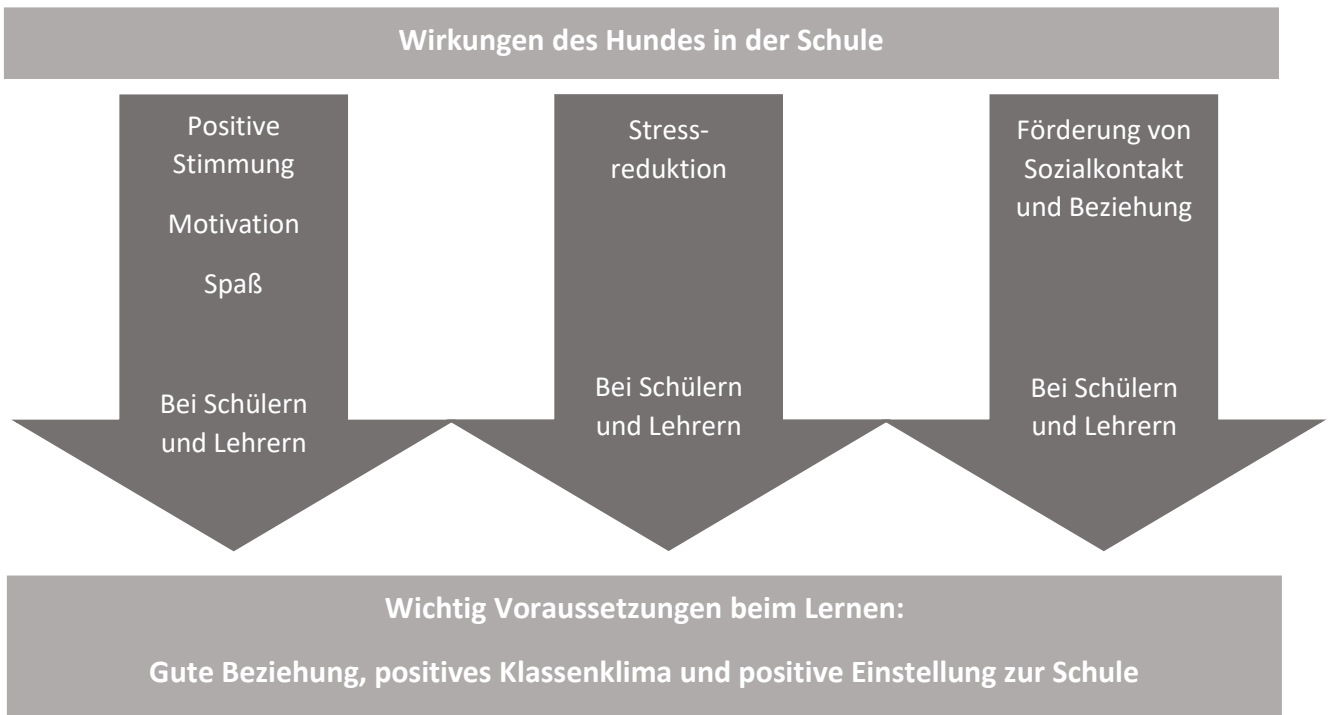 Wirkungen des Hundes in der Schule
Positive
Stimmung
Motivation
Spaß
Bei Schülern
und Lehrern
Stress-
reduktion
Bei Schülern
und Lehrern
Förderung von
Sozialkontakt
und Beziehung
Bei Schülern
und Lehrern
Wichtig Voraussetzungen beim Lernen:
Gute Beziehung, positives Klassenklima und positive Einstellung zur Schule